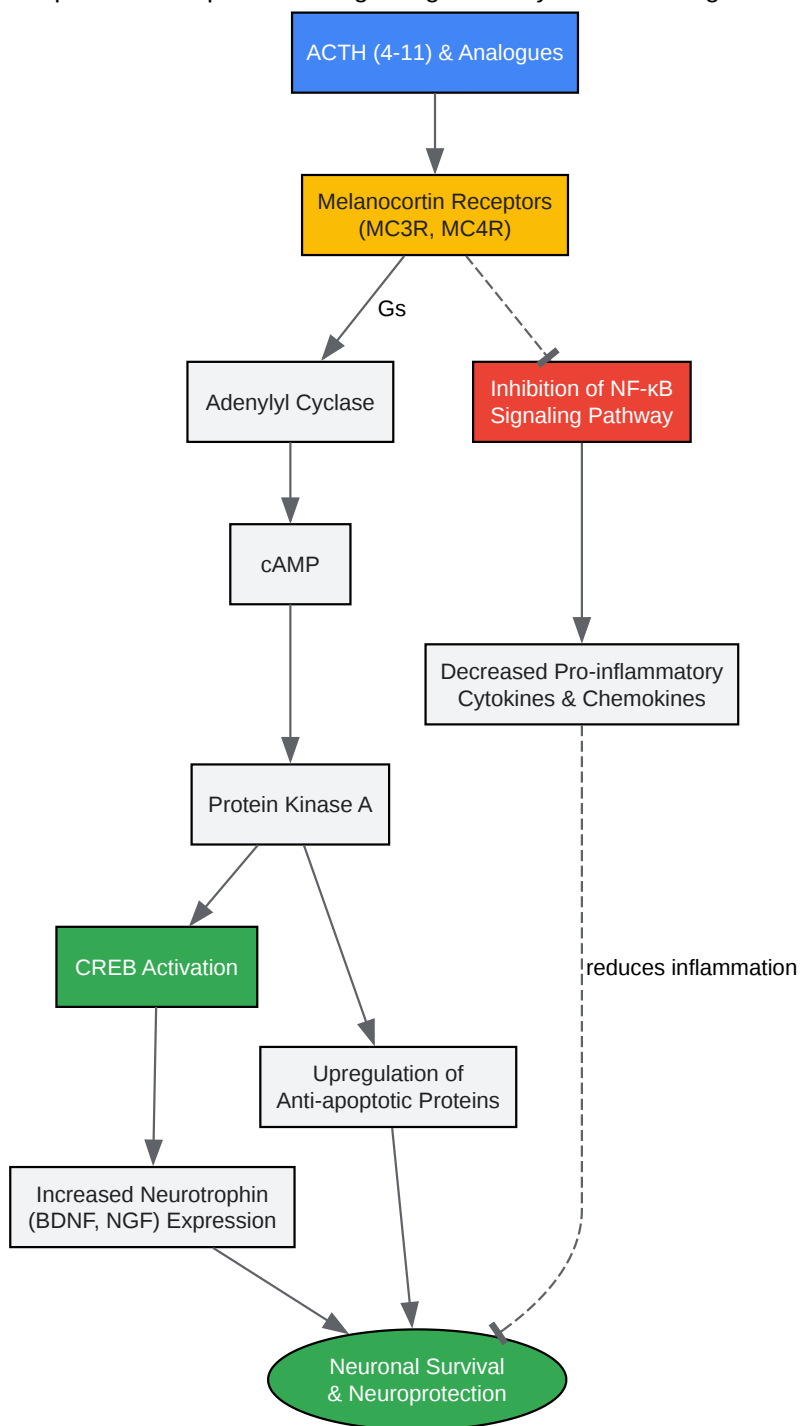 ACTH (4-11) & Analogues
Melanocortin Receptors
(MC3R, MC4R)
Gs
Adenylyl Cyclase
Inhibition of NF-κB
Signaling Pathway
cAMP
Decreased Pro-inflammatory
Cytokines & Chemokines
Protein Kinase A
CREB Activation
reduces inflammation
Upregulation of
Anti-apoptotic Proteins
Increased Neurotrophin
(BDNF, NGF) Expression
Neuronal Survival
& Neuroprotection